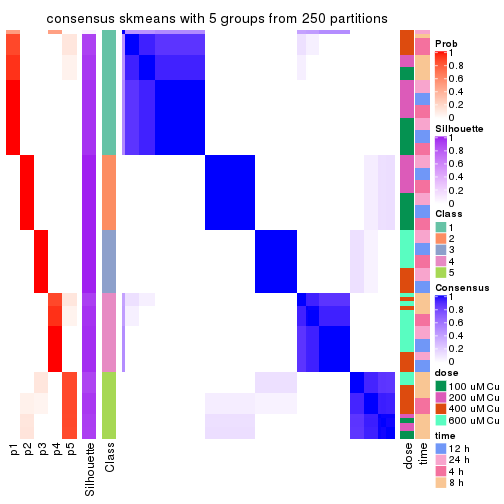 consensus skmeans with 5 groups from 250 partitions
Prob
1
0.8
0.6
0.4
0.2
0
Silhouette
1
0.8
0.6
0.4
0.2
0
Class
1
2
3
4
5
Consensus
1
0.8
0.6
0.4
0.2
0
dose
100 uM Cu
200 uM Cu
400 uM Cu
600 uM Cu
time
12 h
24 h
4 h
8 h
p1
p2
p3
p4
p5
Silhouette
Class
dose
time